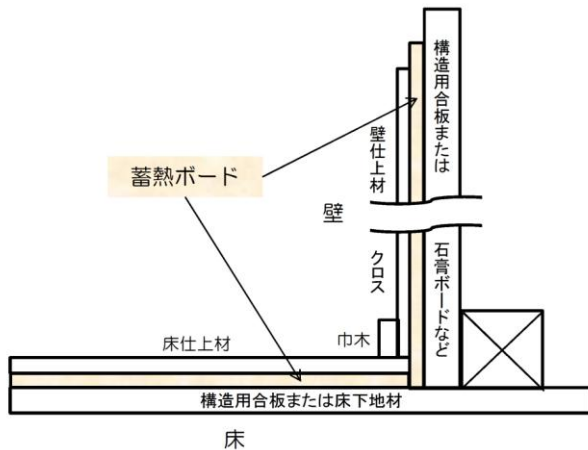 構造用合板または
壁仕上材
蓄熱ボード
壁
石膏ボードなど
クロス
床仕上材
巾木
構造用合板または床下地材
床